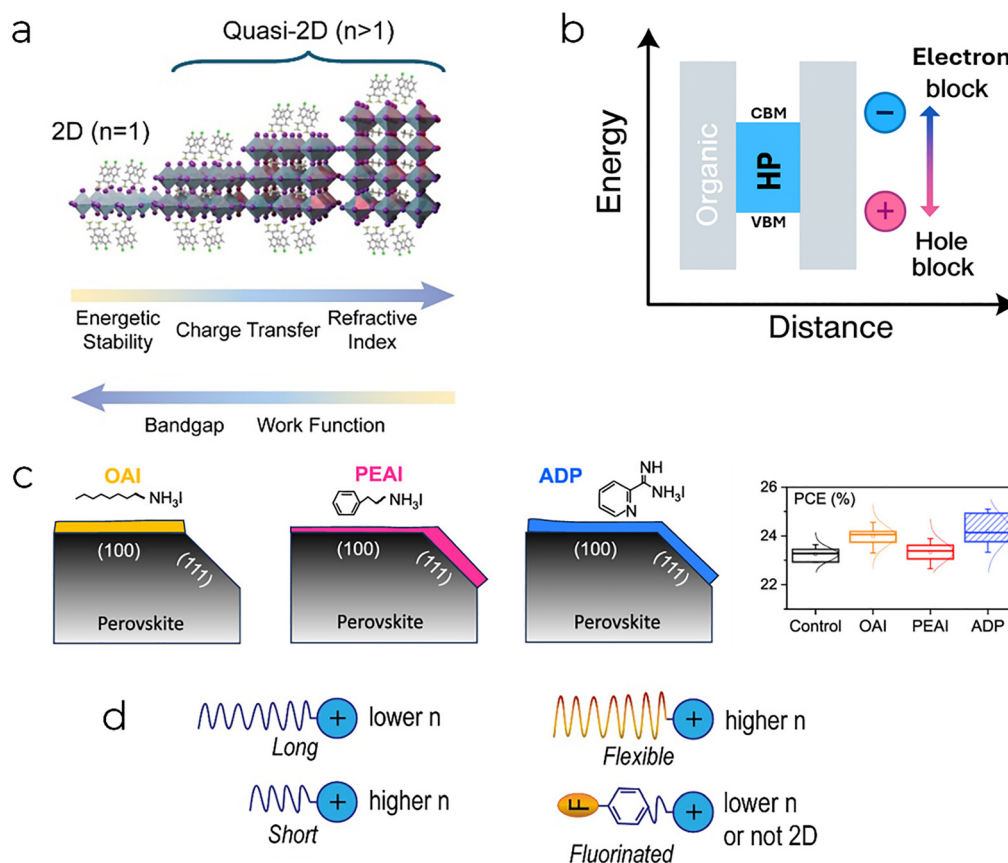 a
Quasi-2D (n>1)
2D (n=1)
Energetic
Stability
Charge Transfer
Refractive
Index
Bandgap
Work Function
b
Energy
Organic
CBM
HP
VBM
−
+
Electron
block
Hole
block
Distance
c
OAI
NH₃I
(100)
(111)
Perovskite
PEAI
NH₃I
(100)
(111)
Perovskite
ADP
NH
NH₃I
N
(100)
(111)
Perovskite
PCE (%)
26
24
22
Control
OAI
PEAI
ADP
d
+
lower n
Long
+
higher n
Short
+
higher n
Flexible
F
+
lower n
or not 2D
Fluorinated